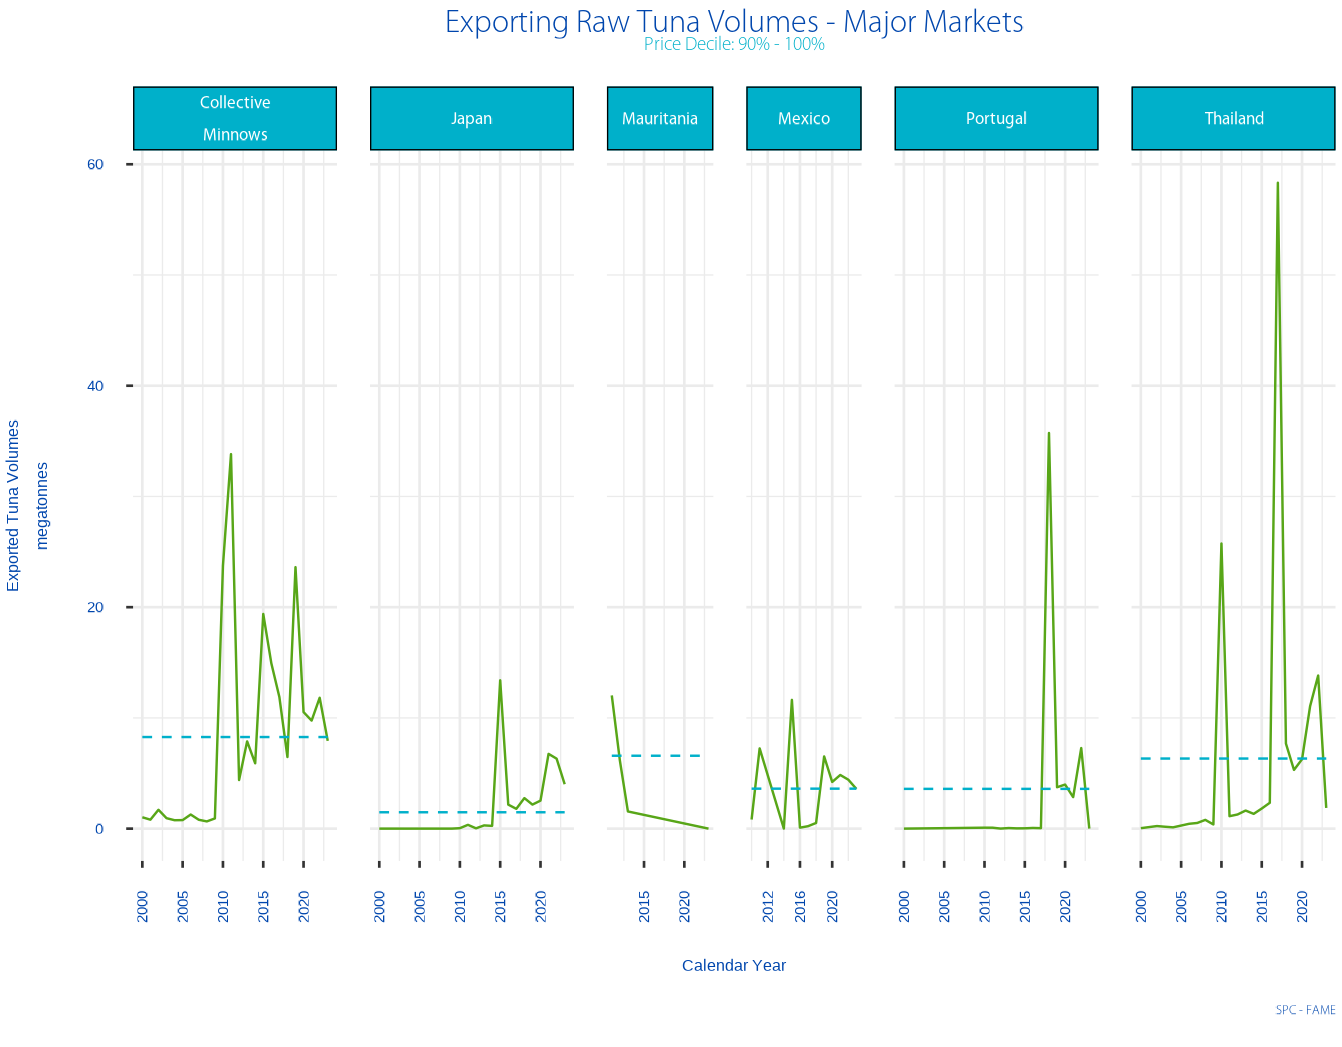 Exporting Raw Tuna Volumes - Major Markets
Price Decile: 90% - 100%
Collective
Minnows
Japan
Mauritania
Mexico
Portugal
Thailand
60
40
20
0
Exported Tuna Volumes
megatonnes
2000 2005 2010 2015 2020
2000 2005 2010 2015 2020
2015 2020
2012 2016 2020
2000 2005 2010 2015 2020
2000 2005 2010 2015 2020
Calendar Year
SPC - FAME